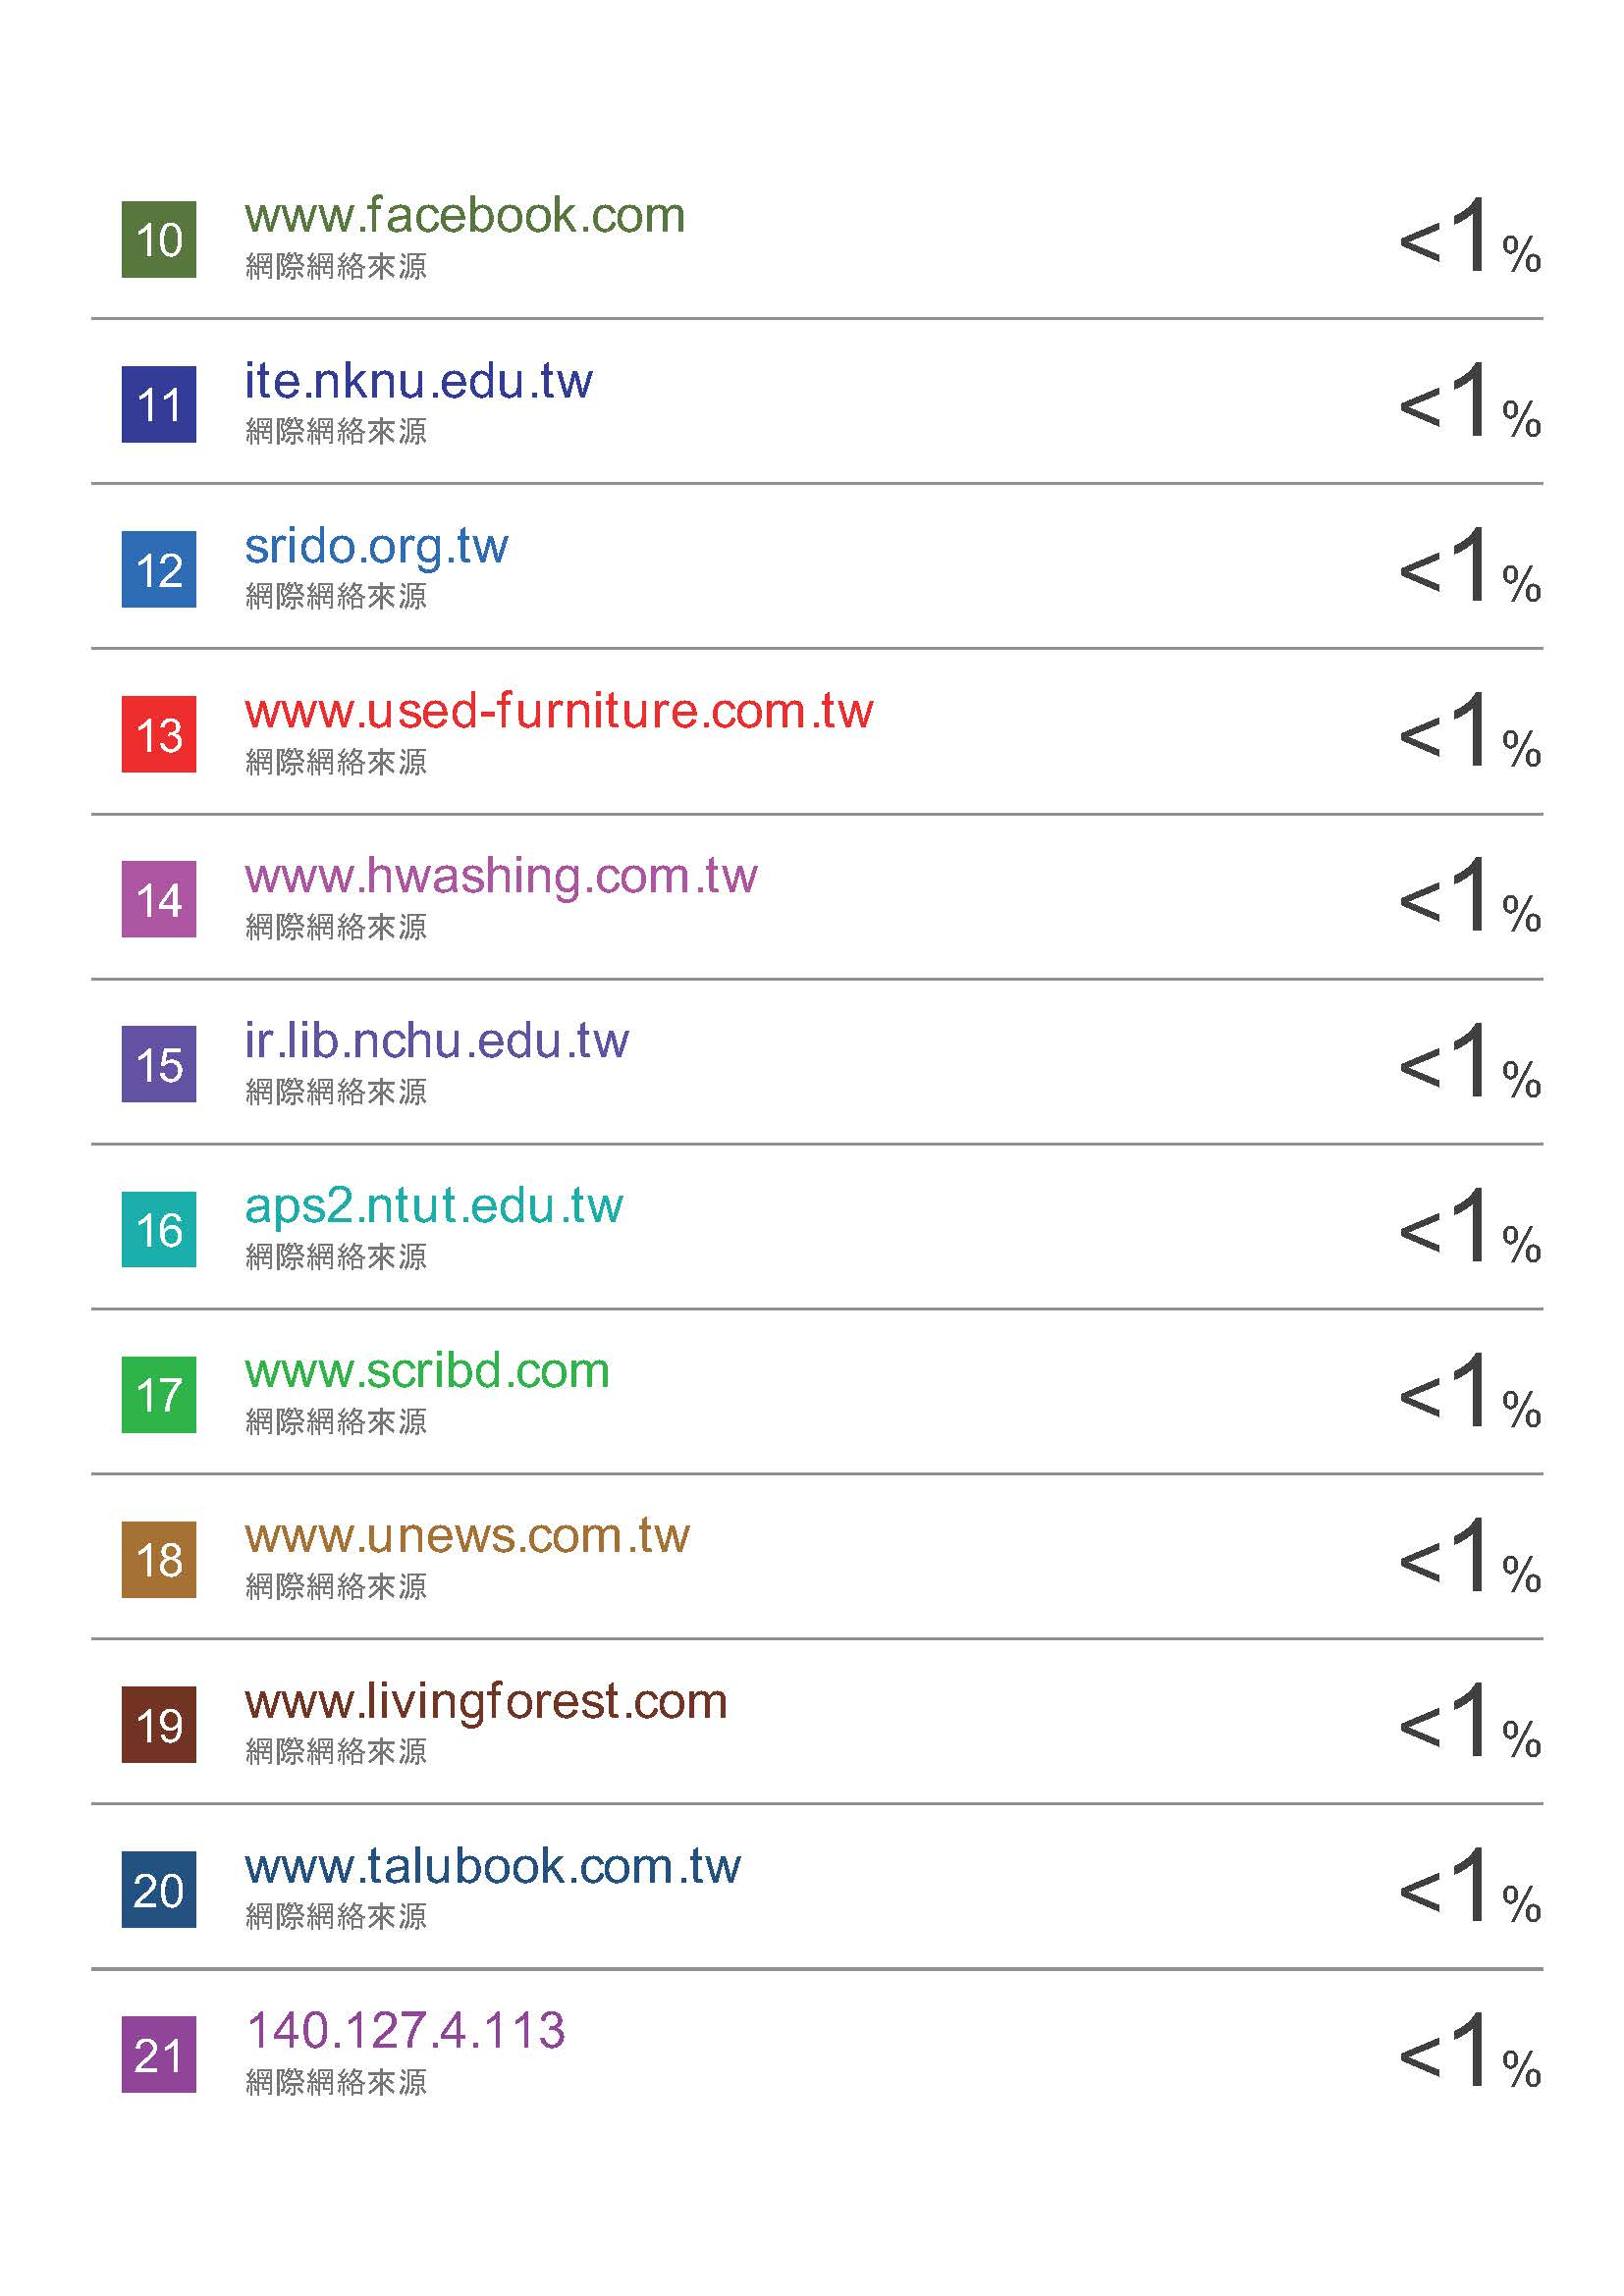 10 www.facebook.com <1%
網際網絡來源
11 ite.nknu.edu.tw <1%
網際網絡來源
12 srido.org.tw <1%
網際網絡來源
13 www.used-furniture.com.tw <1%
網際網絡來源
14 www.hwashing.com.tw <1%
網際網絡來源
15 ir.lib.nchu.edu.tw <1%
網際網絡來源
16 aps2.ntut.edu.tw <1%
網際網絡來源
17 www.scribd.com <1%
網際網絡來源
18 www.unews.com.tw <1%
網際網絡來源
19 www.livingforest.com <1%
網際網絡來源
20 www.talubook.com.tw <1%
網際網絡來源
21 140.127.4.113 <1%
網際網絡來源